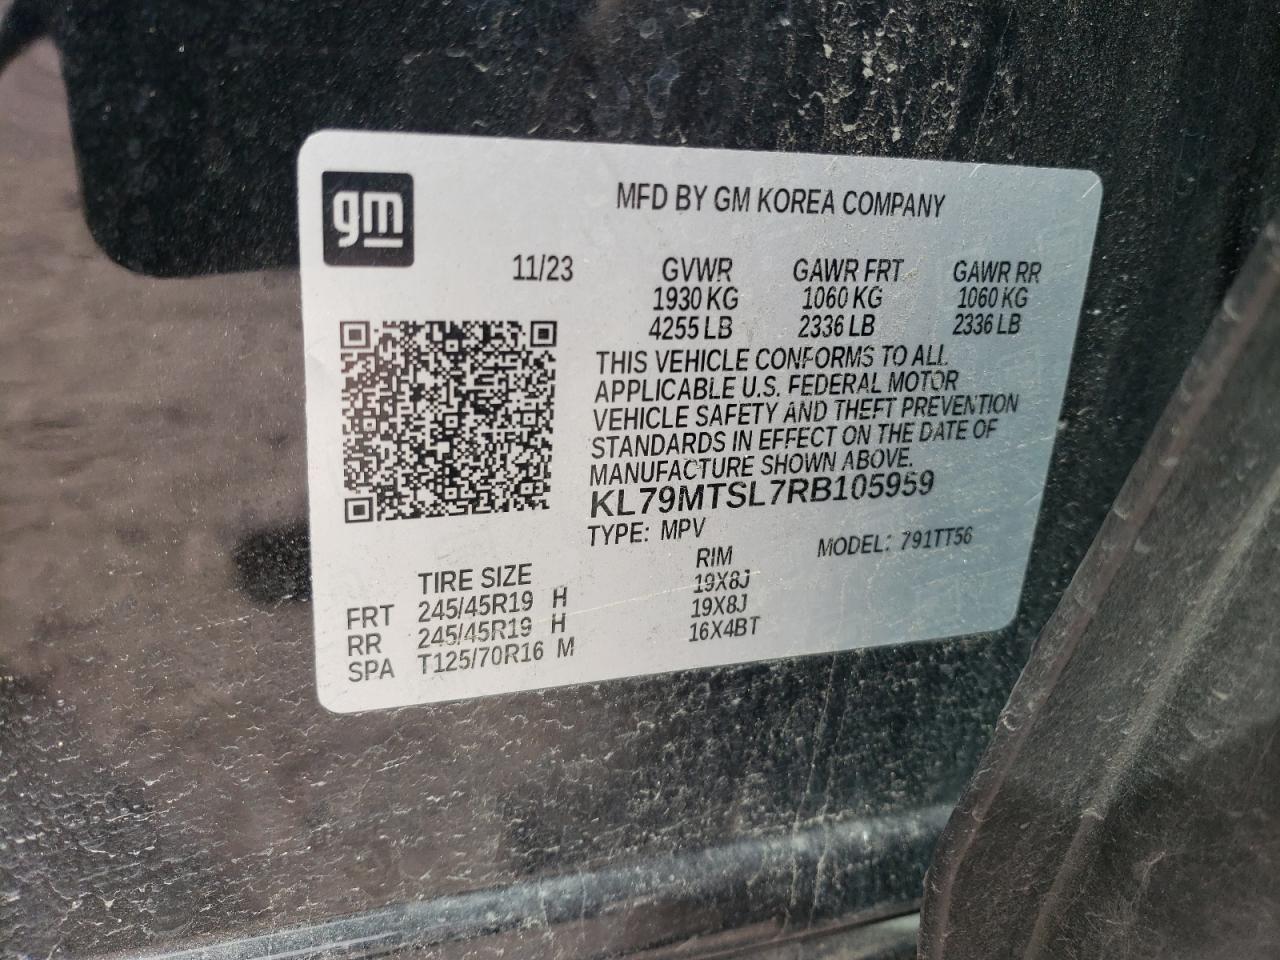 gm
MFD BY GM KOREA COMPANY
11/23 GVWR GAWR FRT GAWR RR
1930 KG 1060 KG 1060 KG
4255 LB 2336 LB 2336 LB
THIS VEHICLE CONFORMS TO ALL
APPLICABLE U.S. FEDERAL MOTOR
VEHICLE SAFETY AND THEFT PREVENTION
STANDARDS IN EFFECT ON THE DATE OF
MANUFACTURE SHOWN ABOVE.
KL79MTSL7RB105959
TYPE: MPV MODEL: 791TT56
TIRE SIZE RIM
FRT 245/45R19 H 19X8J
RR 245/45R19 H 19X8J
SPA T125/70R16 M 16X4BT